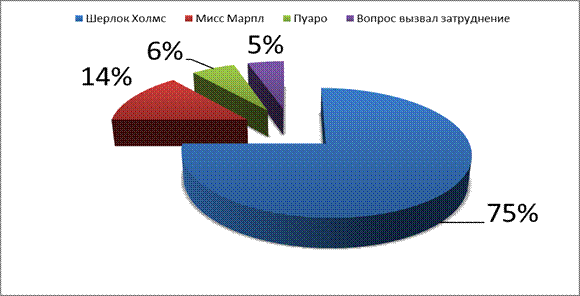 Шерлок Холмс Мисс Марпл Пуаро Вопрос вызвал затруднение
5%
6%
14%
75%